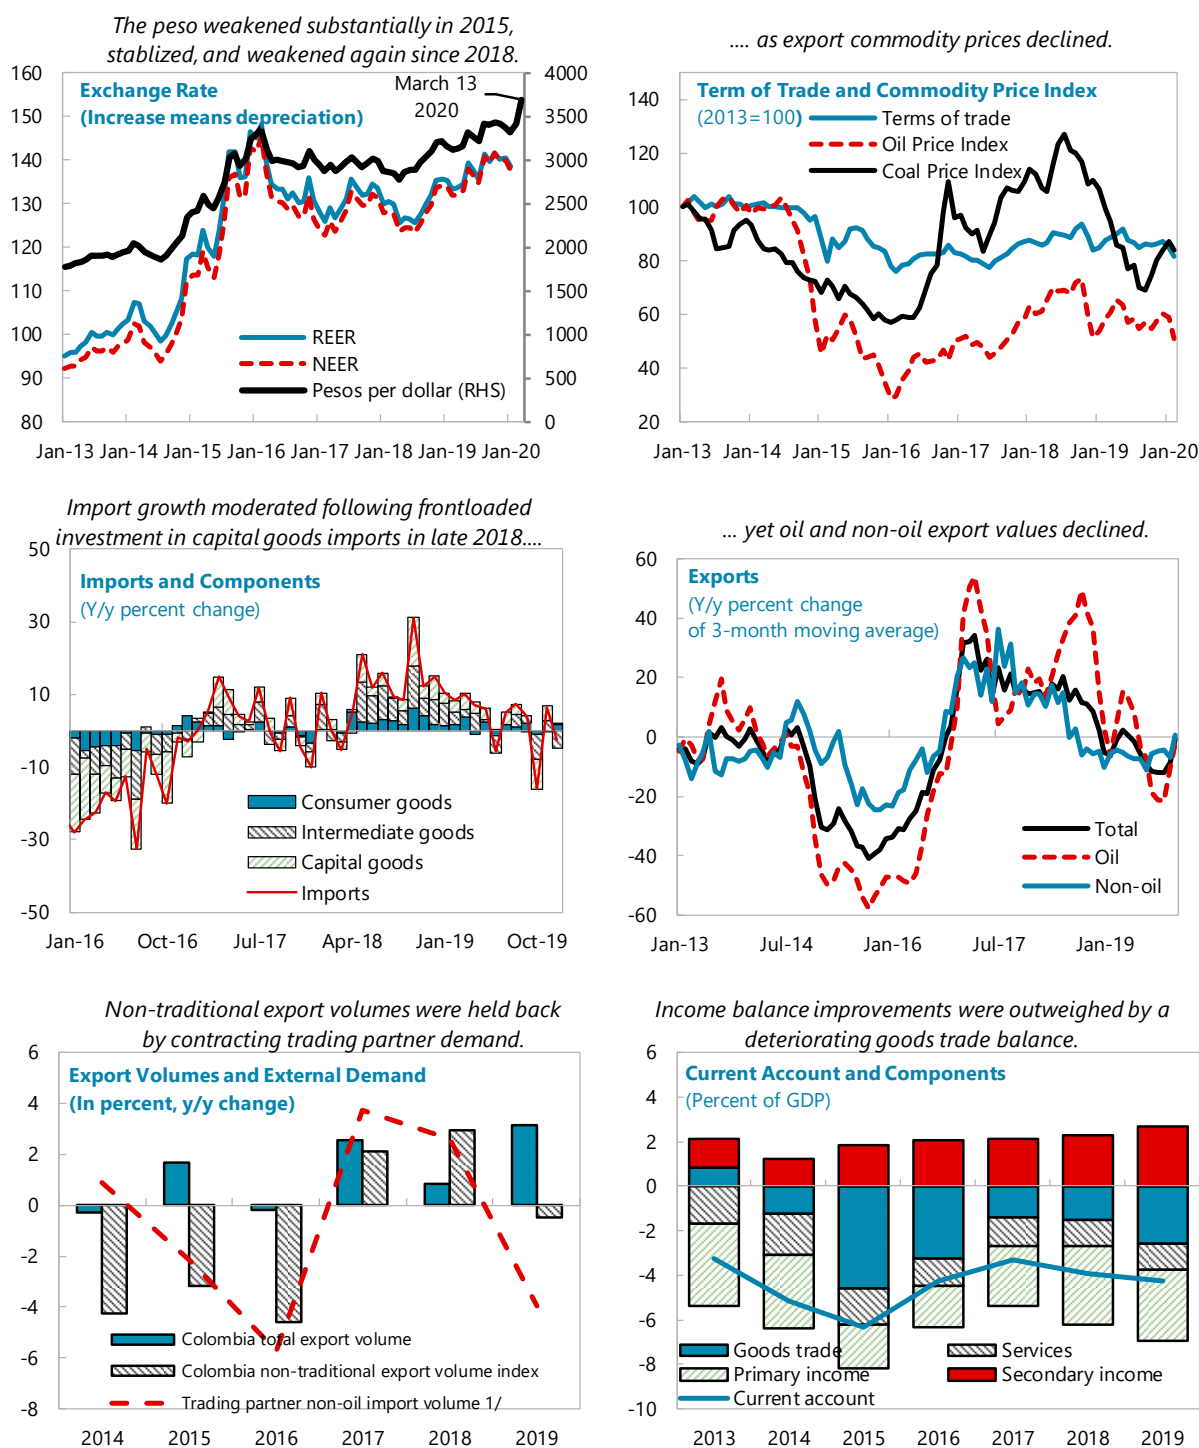 The peso weakened substantially in 2015,
stablized, and weakened again since 2018.
160
150
140
130
120
110
100
90
80
Exchange Rate
(Increase means depreciation)
March 13
2020
REER
NEER
Pesos per dollar (RHS)
4000
3500
3000
2500
2000
1500
1000
500
0
Jan-13 Jan-14 Jan-15 Jan-16 Jan-17 Jan-18 Jan-19 Jan-20
.... as export commodity prices declined.
140
120
100
80
60
40
20
Term of Trade and Commodity Price Index
(2013=100)
Terms of trade
Oil Price Index
Coal Price Index
Jan-13 Jan-14 Jan-15 Jan-16 Jan-17 Jan-18 Jan-19 Jan-20
Import growth moderated following frontloaded
investment in capital goods imports in late 2018....
50
30
10
-10
-30
-50
Imports and Components
(Y/y percent change)
Consumer goods
Intermediate goods
Capital goods
Imports
Jan-16 Oct-16 Jul-17 Apr-18 Jan-19 Oct-19
... yet oil and non-oil export values declined.
60
40
20
0
-20
-40
-60
Exports
(Y/y percent change
of 3-month moving average)
Total
Oil
Non-oil
Jan-13 Jul-14 Jan-16 Jul-17 Jan-19
Non-traditional export volumes were held back
by contracting trading partner demand.
6
4
2
0
-2
-4
-6
-8
Export Volumes and External Demand
(In percent, y/y change)
Colombia total export volume
Colombia non-traditional export volume index
Trading partner non-oil import volume 1/
2014 2015 2016 2017 2018 2019
Income balance improvements were outweighed by a
deteriorating goods trade balance.
6
4
2
0
-2
-4
-6
-8
-10
Current Account and Components
(Percent of GDP)
Goods trade
Services
Primary income
Secondary income
Current account
2013 2014 2015 2016 2017 2018 2019